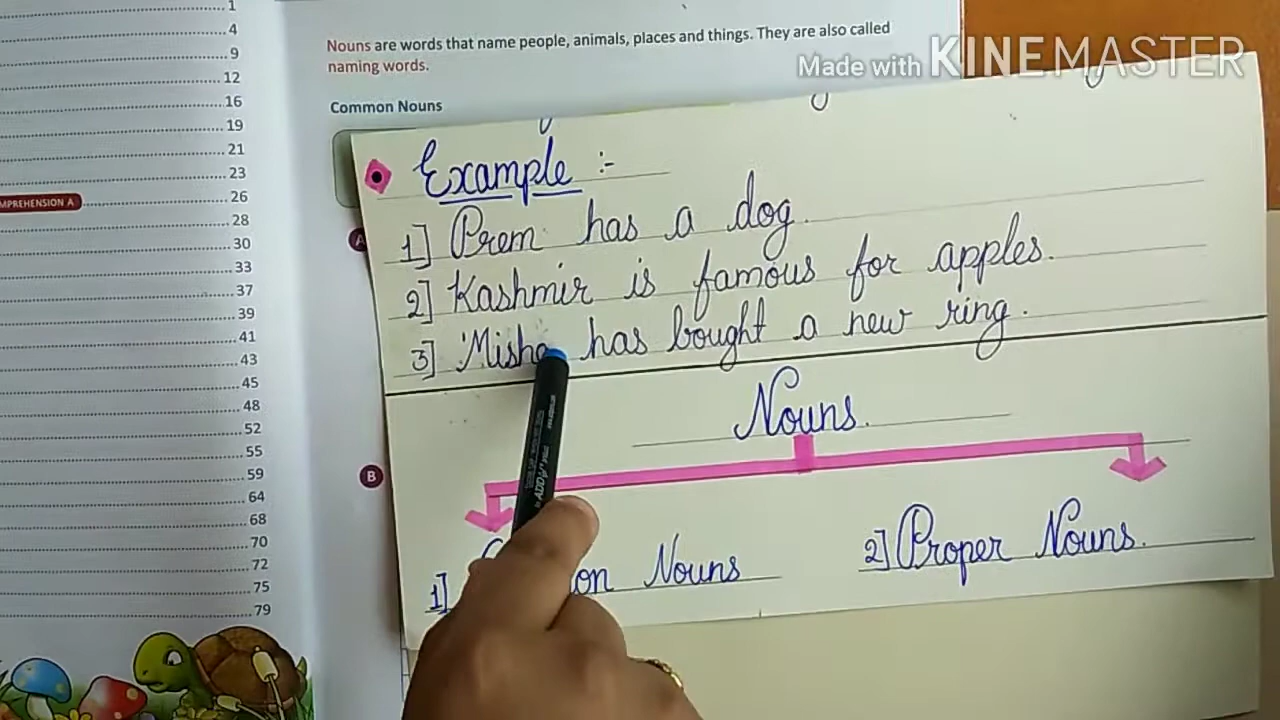 1
4
9
12
16
19
21
23
MPREHENSION A 26
28
30
33
37
39
41
43
45
48
52
55
59
64
68
70
72
75
79
Nouns are words that name people, animals, places and things. They are also called
naming words.
Made with KINEMASTER
Common Nouns
A
B
Example :-
1] Prem has a dog.
2] Kashmir is famous for apples.
3] Misha has bought a new ring.
Nouns.
1] on Nouns
2] Proper Nouns.